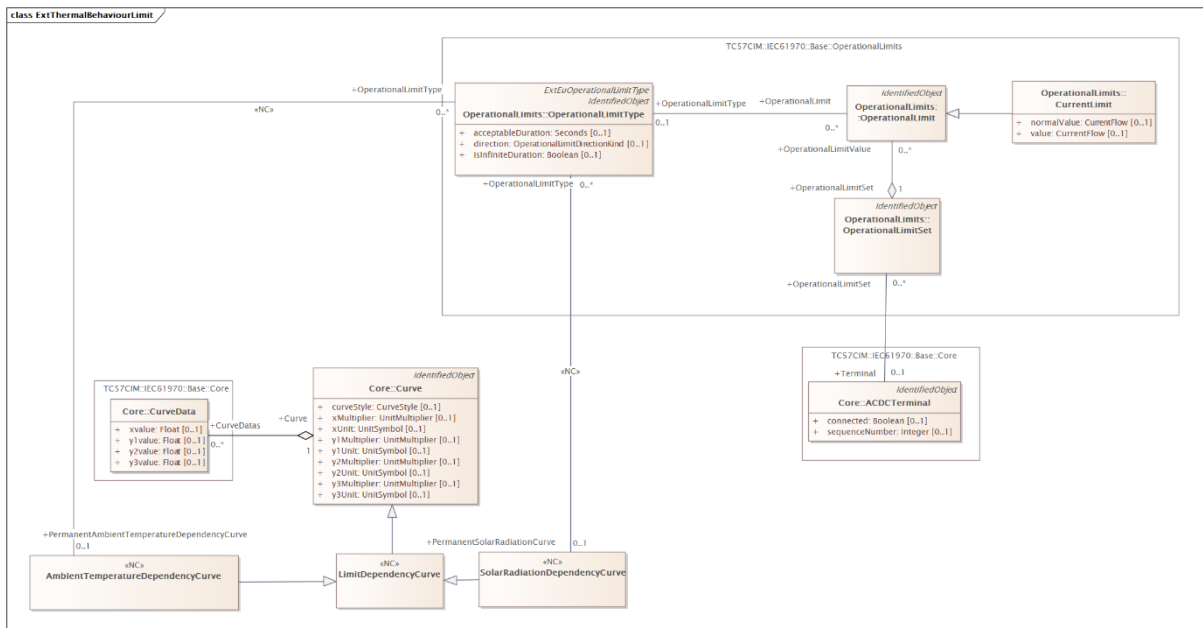 class ExtThermalBehaviourLimit
TC57CIM::IEC61970::Base::OperationalLimits
+OperationalLimitType
«NC»
0..*
ExtEuOperationalLimitType
IdentifiedObject
OperationalLimits::OperationalLimitType
+ acceptableDuration: Seconds [0..1]
+ direction: OperationalLimitDirectionKind [0..1]
+ isInfiniteDuration: Boolean [0..1]
+OperationalLimitType
0..1
+OperationalLimit
0..*
IdentifiedObject
OperationalLimits:
:OperationalLimit
OperationalLimits::
CurrentLimit
+ normalValue: CurrentFlow [0..1]
+ value: CurrentFlow [0..1]
+OperationalLimitValue
0..*
+OperationalLimitType
0..*
+OperationalLimitSet
1
IdentifiedObject
OperationalLimits::
OperationalLimitSet
+OperationalLimitSet
0..*
«NC»
TC57CIM::IEC61970::Base::Core
+Terminal
0..1
IdentifiedObject
Core::ACDCTerminal
+ connected: Boolean [0..1]
+ sequenceNumber: Integer [0..1]
TC57CIM::IEC61970::Base::Core
Core::CurveData
+ xvalue: Float [0..1]
+ y1value: Float [0..1]
+ y2value: Float [0..1]
+ y3value: Float [0..1]
+CurveDatas
0..*
+Curve
1
IdentifiedObject
Core::Curve
+ curveStyle: CurveStyle [0..1]
+ xMultiplier: UnitMultiplier [0..1]
+ xUnit: UnitSymbol [0..1]
+ y1Multiplier: UnitMultiplier [0..1]
+ y1Unit: UnitSymbol [0..1]
+ y2Multiplier: UnitMultiplier [0..1]
+ y2Unit: UnitSymbol [0..1]
+ y3Multiplier: UnitMultiplier [0..1]
+ y3Unit: UnitSymbol [0..1]
+PermanentAmbientTemperatureDependencyCurve
0..1
+PermanentSolarRadiationCurve
0..1
«NC»
AmbientTemperatureDependencyCurve
«NC»
LimitDependencyCurve
«NC»
SolarRadiationDependencyCurve